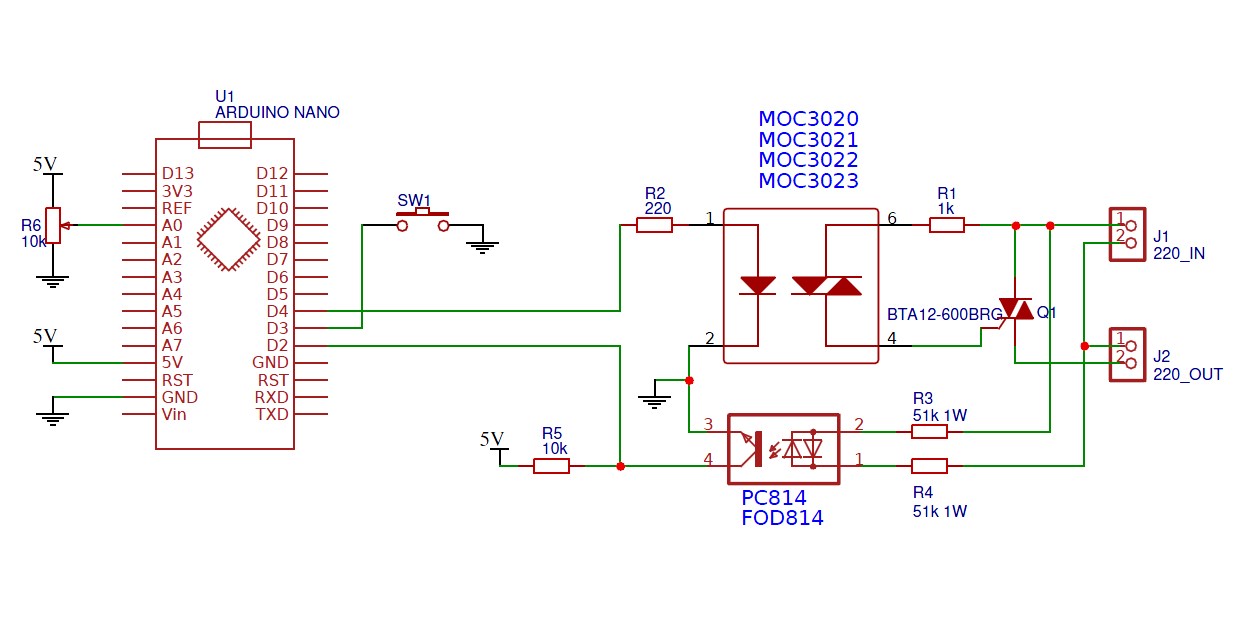 U1
ARDUINO NANO
5V
R6
10k
D13
3V3
REF
A0
A1
A2
A3
A4
A5
A6
A7
5V
RST
GND
Vin
D12
D11
D10
D9
D8
D7
D6
D5
D4
D3
D2
GND
RST
RXD
TXD
5V
SW1
R2
220
MOC3020
MOC3021
MOC3022
MOC3023
1
2
6
4
R1
1k
BTA12-600BRG
Q1
1
2
J1
220_IN
1
2
J2
220_OUT
5V
R5
10k
3
4
2
1
PC814
FOD814
R3
51k 1W
R4
51k 1W